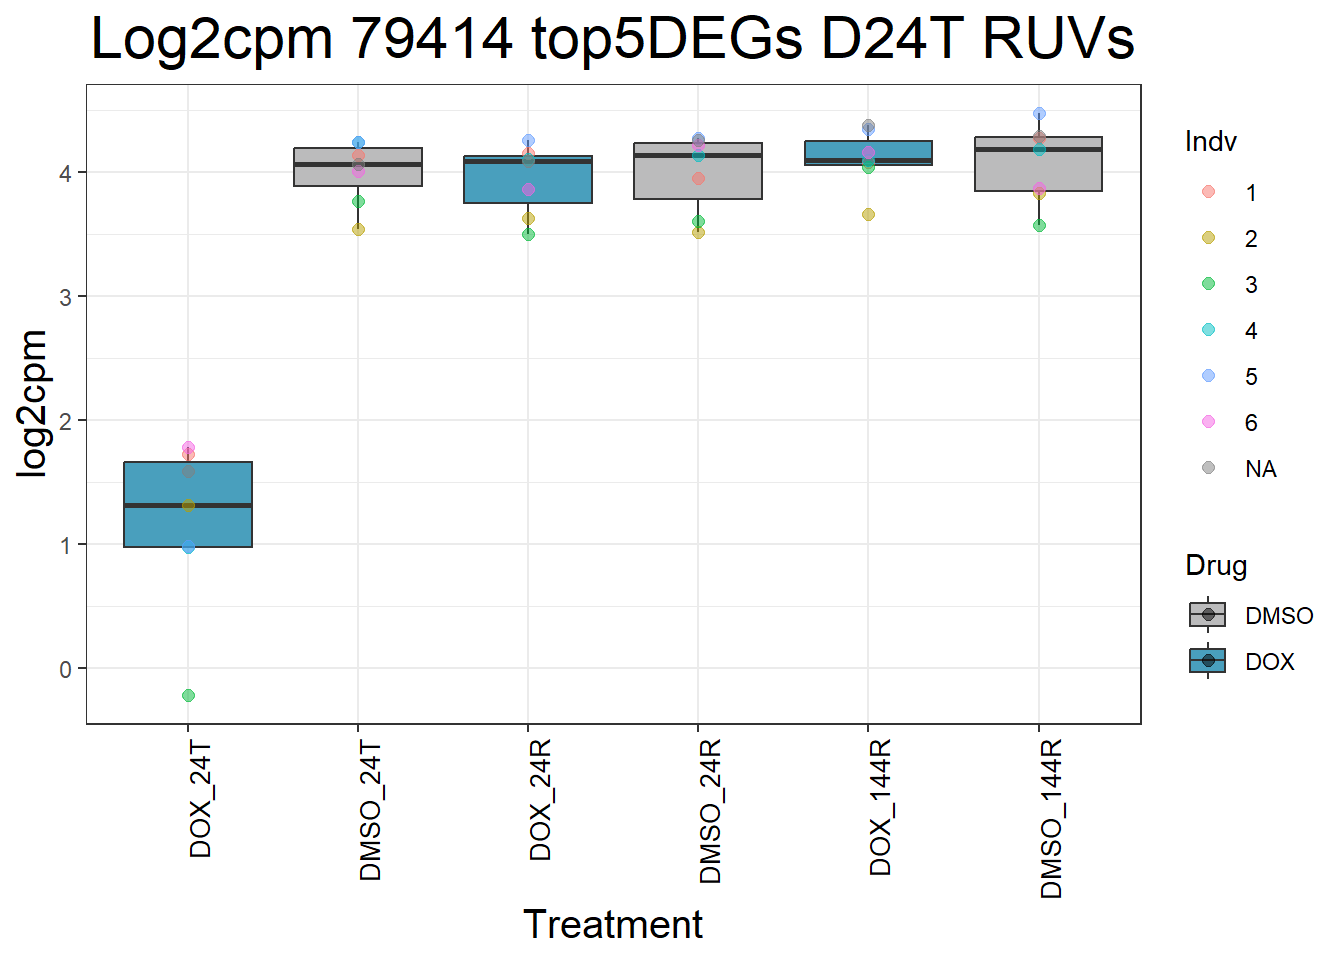 Log2cpm 79414 top5DEGs D24T RUVs
log2cpm
4
3
2
1
0
DOX_24T
DMSO_24T
DOX_24R
DMSO_24R
DOX_144R
DMSO_144R
Treatment
Indv
1
2
3
4
5
6
NA
Drug
DMSO
DOX